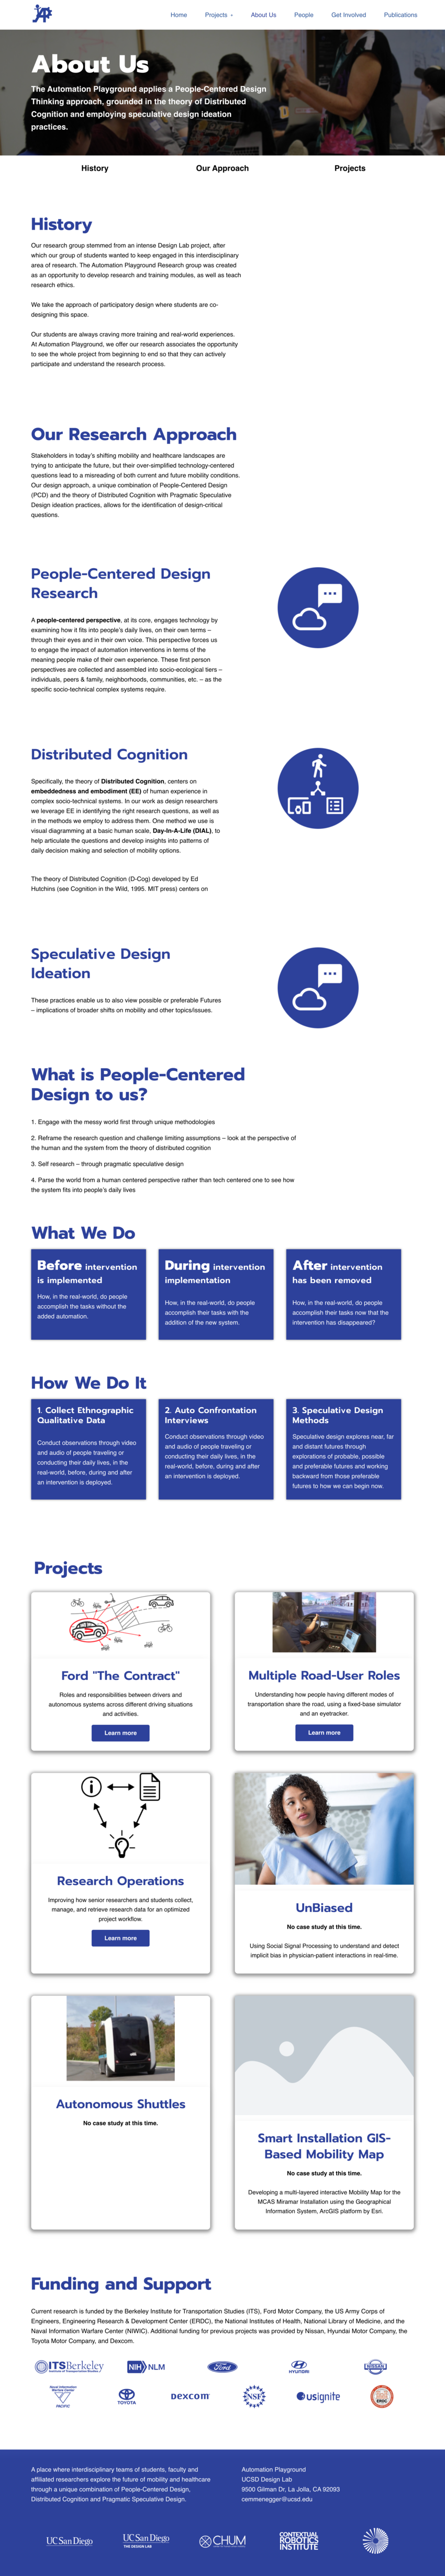 AP
Home Projects About Us People Get Involved Publications
About Us
The Automation Playground applies a People-Centered Design
Thinking approach, grounded in the theory of Distributed
Cognition and employing speculative design ideation
practices.
History Our Approach Projects
History
Our research group stemmed from an intense Design Lab project, after
which our group of students wanted to keep engaged in this interdisciplinary
area of research. The Automation Playground Research group was created
as an opportunity to develop research and training modules, as well as teach
research ethics.
We take the approach of participatory design where students are co-
designing this space.
Our students are always craving more training and real-world experiences.
At Automation Playground, we offer our research associates the opportunity
to see the whole project from beginning to end so that they can actively
participate and understand the research process.
Our Research Approach
Stakeholders in today's shifting mobility and healthcare landscapes are
trying to anticipate the future, but their over-simplified technology-centered
questions lead to a misreading of both current and future mobility conditions.
Our design approach, a unique combination of People-Centered Design
(PCD) and the theory of Distributed Cognition with Pragmatic Speculative
Design ideation practices, allows for the identification of design-critical
questions.
People-Centered Design
Research
A people-centered perspective, at its core, engages technology by
examining how it fits into people's daily lives, on their own terms –
through their eyes and in their own voice. This perspective forces us
to engage the impact of automation interventions in terms of the
meaning people make of their own experience. These first person
perspectives are collected and assembled into socio-ecological tiers –
individuals, peers & family, neighborhoods, communities, etc. – as the
specific socio-technical complex systems require.
Distributed Cognition
Specifically, the theory of Distributed Cognition, centers on
embeddedness and embodiment (EE) of human experience in
complex socio-technical systems. In our work as design researchers
we leverage EE in identifying the right research questions, as well as
in the methods we employ to address them. One method we use is
visual diagramming at a basic human scale, Day-In-A-Life (DIAL), to
help articulate the questions and develop insights into patterns of
daily decision making and selection of mobility options.
The theory of Distributed Cognition (D-Cog) developed by Ed
Hutchins (see Cognition in the Wild, 1995. MIT press) centers on
Speculative Design
Ideation
These practices enable us to also view possible or preferable Futures
– implications of broader shifts on mobility and other topics/issues.
What is People-Centered
Design to us?
1. Engage with the messy world first through unique methodologies
2. Reframe the research question and challenge limiting assumptions – look at the perspective of
the human and the system from the theory of distributed cognition
3. Self research – through pragmatic speculative design
4. Parse the world from a human centered perspective rather than tech centered one to see how
the system fits into people's daily lives
What We Do
Before intervention
is implemented
How, in the real-world, do people
accomplish the tasks without the
added automation.
During intervention
implementation
How, in the real-world, do people
accomplish their tasks with the
addition of the new system.
After intervention
has been removed
How, in the real-world, do people
accomplish their tasks now that the
intervention has disappeared?
How We Do It
1. Collect Ethnographic
Qualitative Data
Conduct observations through video
and audio of people traveling or
conducting their daily lives, in the
real-world, before, during and after
an intervention is deployed.
2. Auto Confrontation
Interviews
Conduct observations through video
and audio of people traveling or
conducting their daily lives, in the
real-world, before, during and after
an intervention is deployed.
3. Speculative Design
Methods
Speculative design explores near, far
and distant futures through
explorations of probable, possible
and preferable futures and working
backward from those preferable
futures to how we can begin now.
Projects
Ford "The Contract"
Roles and responsibilities between drivers and
autonomous systems across different driving situations
and activities.
Learn more
Multiple Road-User Roles
Understanding how people having different modes of
transportation share the road, using a fixed-base simulator
and an eyetracker.
Learn more
Research Operations
Improving how senior researchers and students collect,
manage, and retrieve research data for an optimized
project workflow.
Learn more
UnBiased
No case study at this time.
Using Social Signal Processing to understand and detect
implicit bias in physician-patient interactions in real-time.
Autonomous Shuttles
No case study at this time.
Smart Installation GIS-
Based Mobility Map
No case study at this time.
Developing a multi-layered interactive Mobility Map for the
MCAS Miramar Installation using the Geographical
Information System, ArcGIS platform by Esri.
Funding and Support
Current research is funded by the Berkeley Institute for Transportation Studies (ITS), Ford Motor Company, the US Army Corps of
Engineers, Engineering Research & Development Center (ERDC), the National Institutes of Health, National Library of Medicine, and the
Naval Information Warfare Center (NIWIC). Additional funding for previous projects was provided by Nissan, Hyundai Motor Company, the
Toyota Motor Company, and Dexcom.
ITS Berkeley
NIH NLM
Ford
HYUNDAI
NISSAN
PACIFIC
TOYOTA
Dexcom
NSF
usignite
ERDC
A place where interdisciplinary teams of students, faculty and
affiliated researchers explore the future of mobility and healthcare
through a unique combination of People-Centered Design,
Distributed Cognition and Pragmatic Speculative Design.
Automation Playground
UCSD Design Lab
9500 Gilman Dr, La Jolla, CA 92093
cemmenegger@ucsd.edu
UC San Diego
UC San Diego
THE DESIGN LAB
CHUM
CONTEXTUAL
ROBOTICS
INSTITUTE